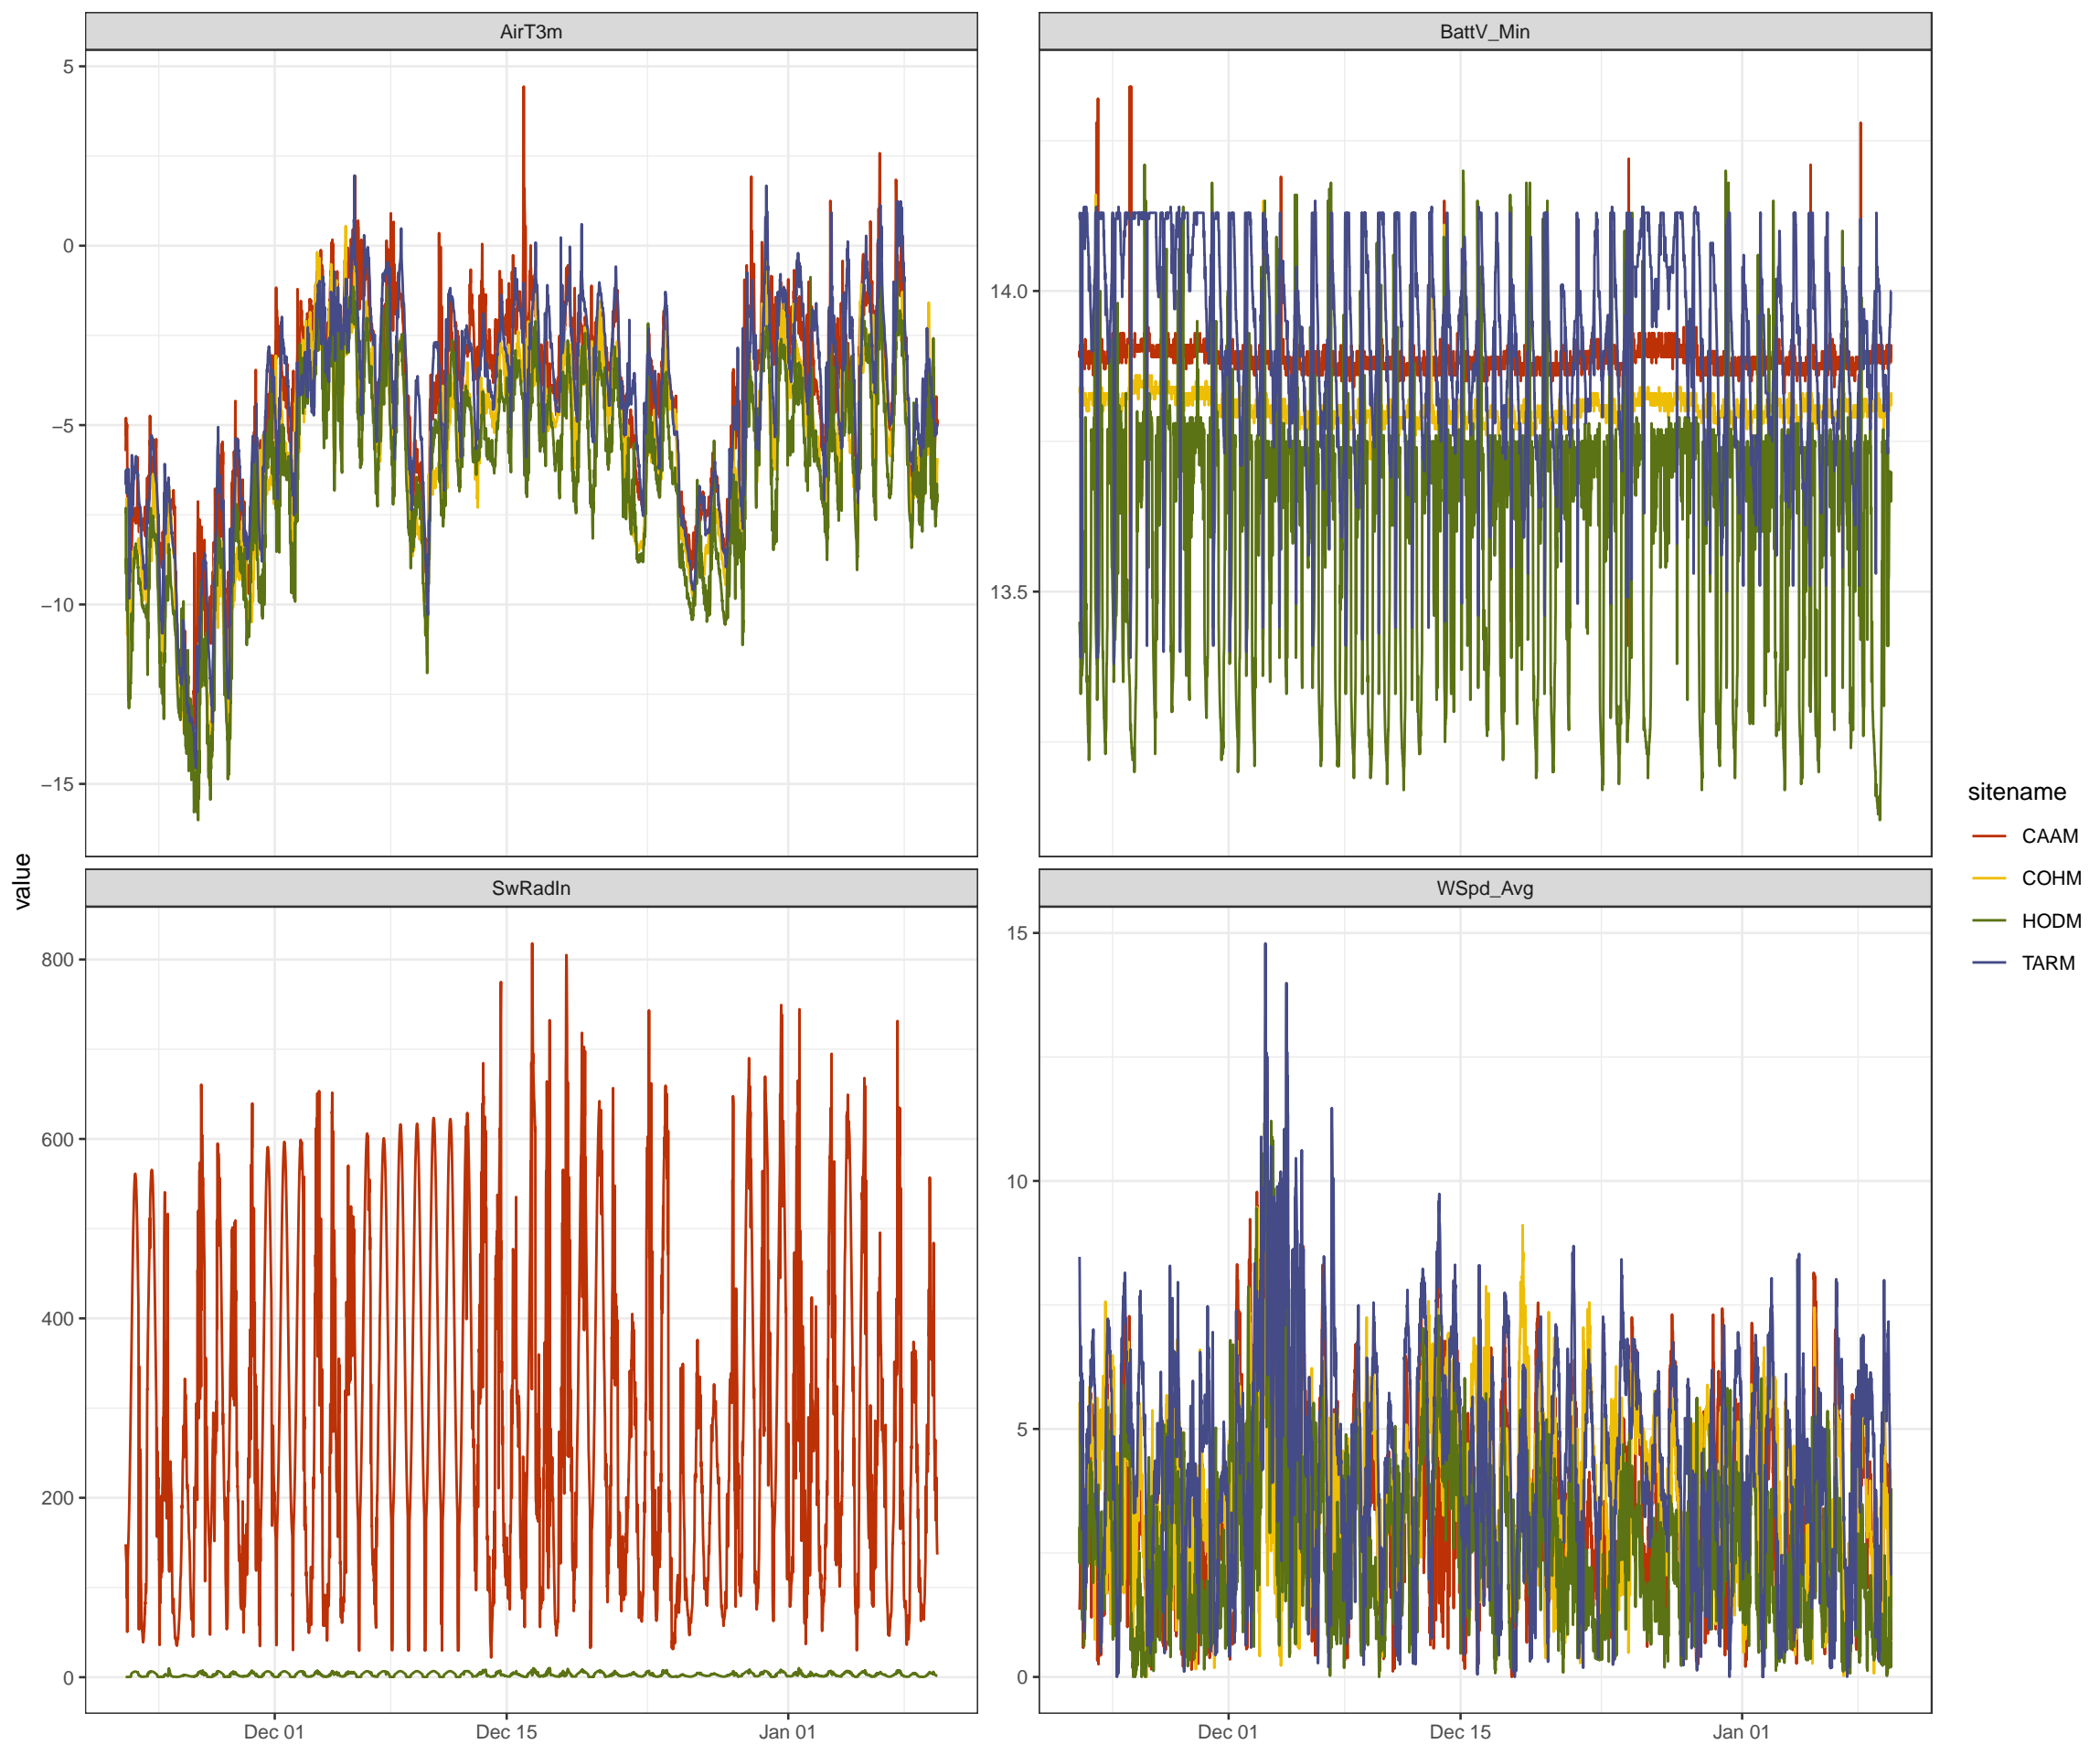 AirT3m
BattV_Min
5
0
−5
−10
−15
14.0
13.5
value
SwRadIn
WSpd_Avg
800
600
400
200
0
15
10
5
0
Dec 01
Dec 15
Jan 01
Dec 01
Dec 15
Jan 01
sitename
CAAM
COHM
HODM
TARM